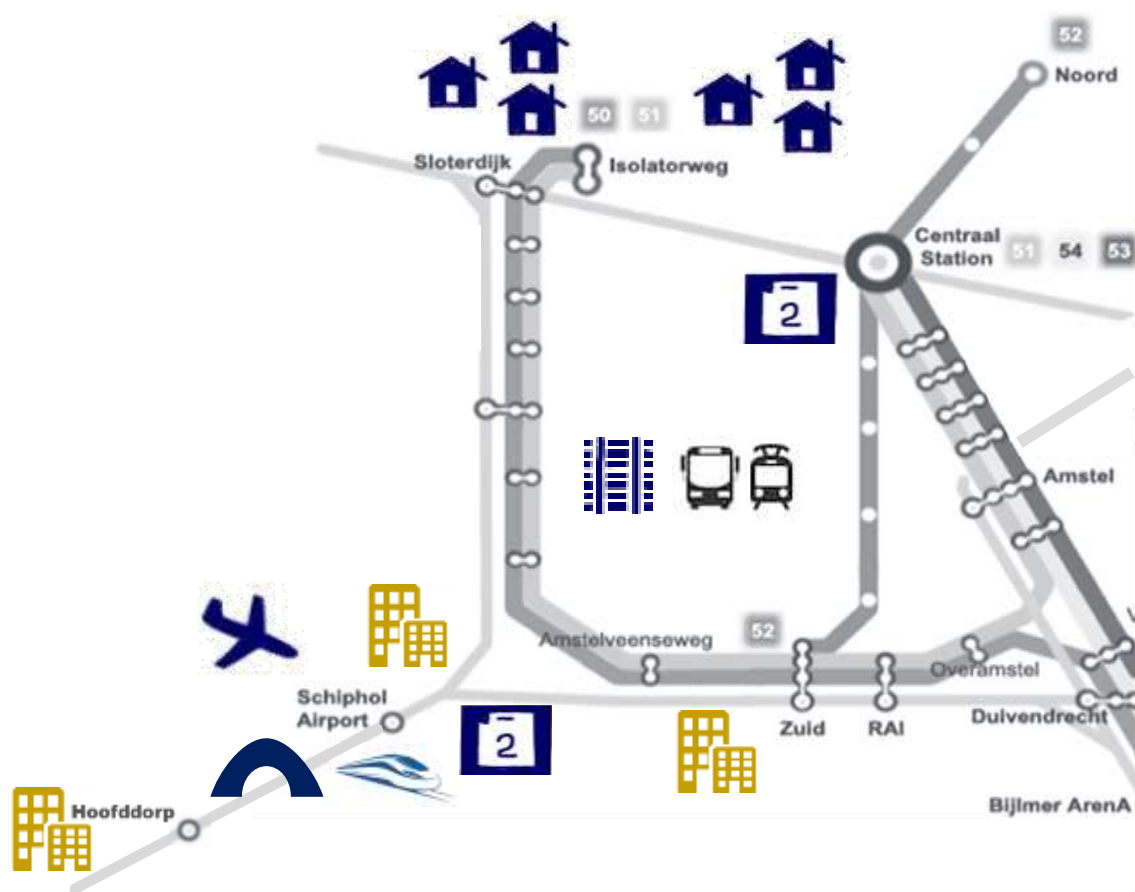 52
Noord
50 51
Sloterdijk
Isolatorweg
Centraal
Station
51 54 53
2
Amstel
Amstelveenseweg
52
Overamstel
Schiphol
Airport
Zuid
RAI
Duivendrecht
2
Hoofddorp
Bijlmer ArenA